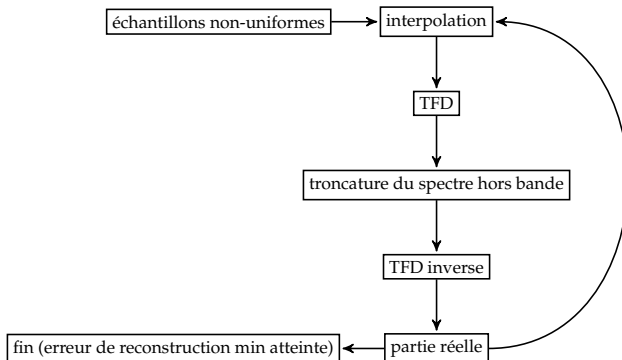 échantillons non-uniformes
interpolation
TFD
troncature du spectre hors bande
TFD inverse
fin (erreur de reconstruction min atteinte)
partie réelle